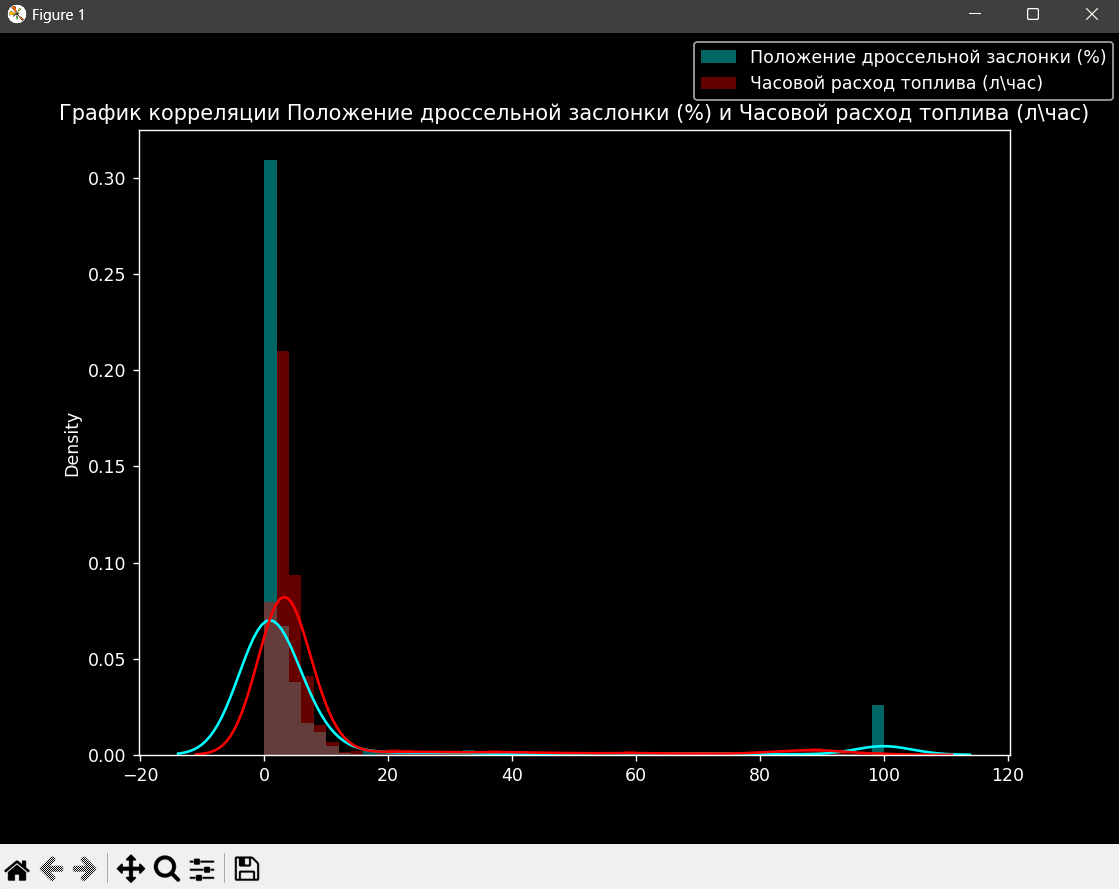 Figure 1
Положение дроссельной заслонки (%)
Часовой расход топлива (л\час)
График корреляции Положение дроссельной заслонки (%) и Часовой расход топлива (л\час)
0.30
0.25
0.20
0.15
0.10
0.05
0.00
Density
−20 0 20 40 60 80 100 120